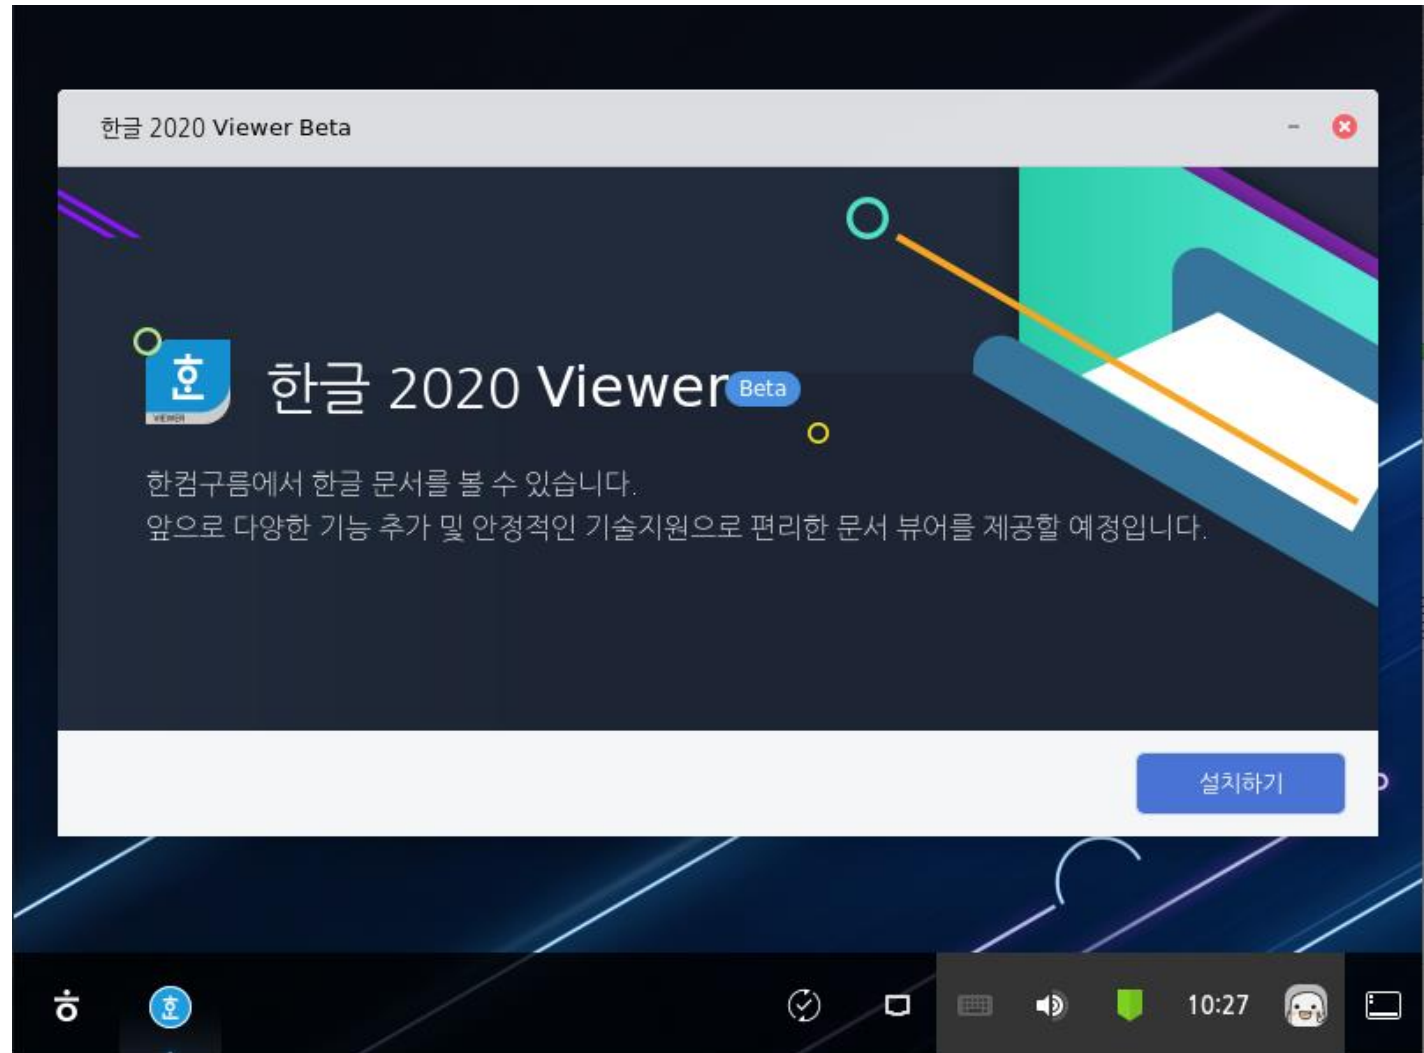 한글 2020 Viewer Beta
훈
VIEWER
한글 2020 Viewer Beta
한컴구름에서 한글 문서를 볼 수 있습니다.
앞으로 다양한 기능 추가 및 안정적인 기술지원으로 편리한 문서 뷰어를 제공할 예정입니다.
설치하기
ㅎ
훈
10:27